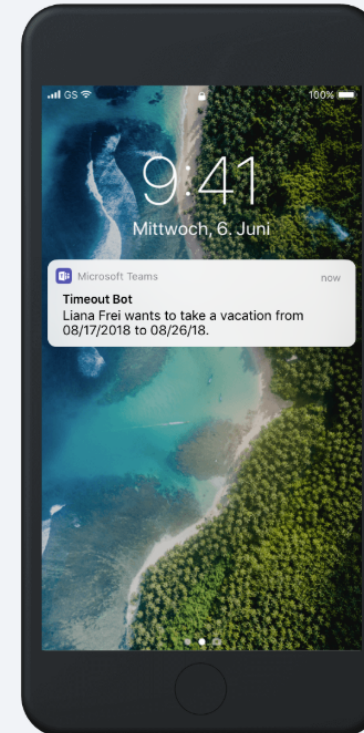 GS 100%
9:41
Mittwoch, 6. Juni
Microsoft Teams now
Timeout Bot
Liana Frei wants to take a vacation from
08/17/2018 to 08/26/18.